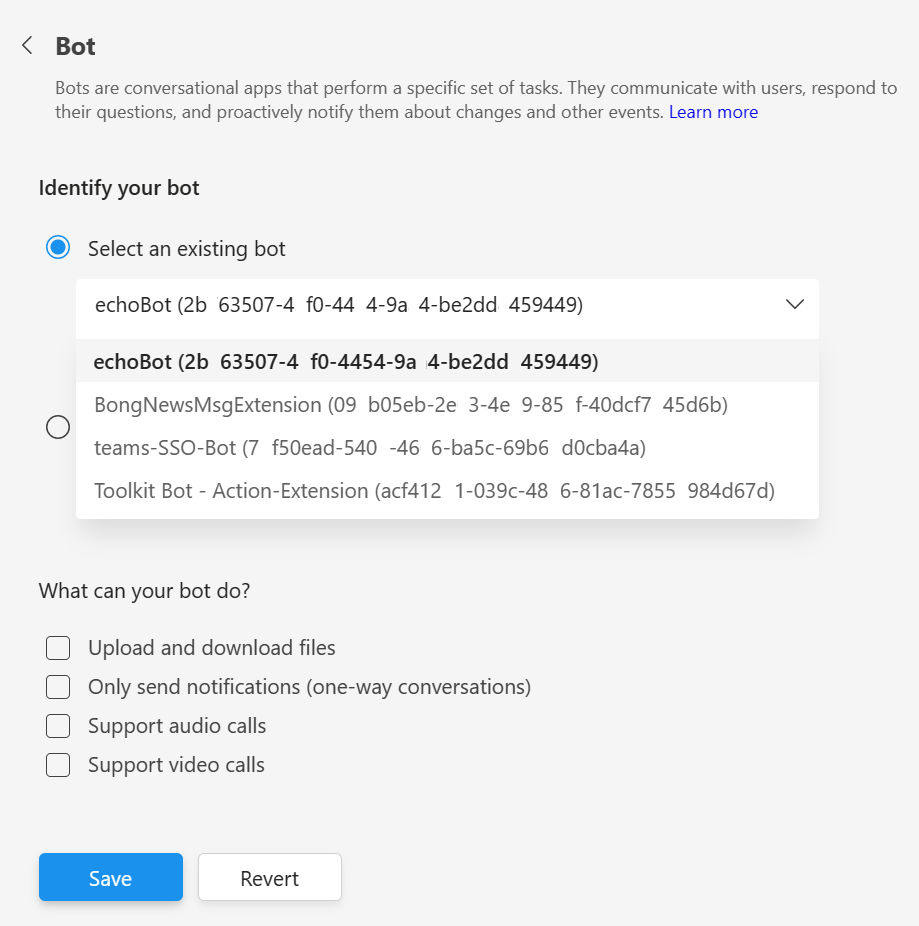 Bot
Bots are conversational apps that perform a specific set of tasks. They communicate with users, respond to
their questions, and proactively notify them about changes and other events. Learn more
Identify your bot
Select an existing bot
echoBot (2b 63507-4 f0-44 4-9a 4-be2dd 459449)
echoBot (2b 63507-4 f0-4454-9a 4-be2dd 459449)
BongNewsMsgExtension (09 b05eb-2e 3-4e 9-85 f-40dcf7 45d6b)
teams-SSO-Bot (7 f50ead-540 -46 6-ba5c-69b6 d0cba4a)
Toolkit Bot - Action-Extension (acf412 1-039c-48 6-81ac-7855 984d67d)
What can your bot do?
Upload and download files
Only send notifications (one-way conversations)
Support audio calls
Support video calls
Save
Revert